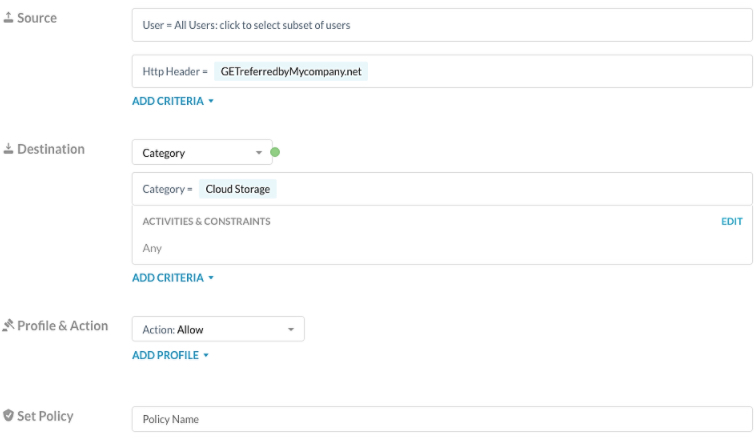 Source
User = All Users: click to select subset of users
Http Header = GETreferredbyMycompany.net
ADD CRITERIA
Destination
Category
Category = Cloud Storage
ACTIVITIES & CONSTRAINTS EDIT
Any
ADD CRITERIA
Profile & Action
Action: Allow
ADD PROFILE
Set Policy
Policy Name